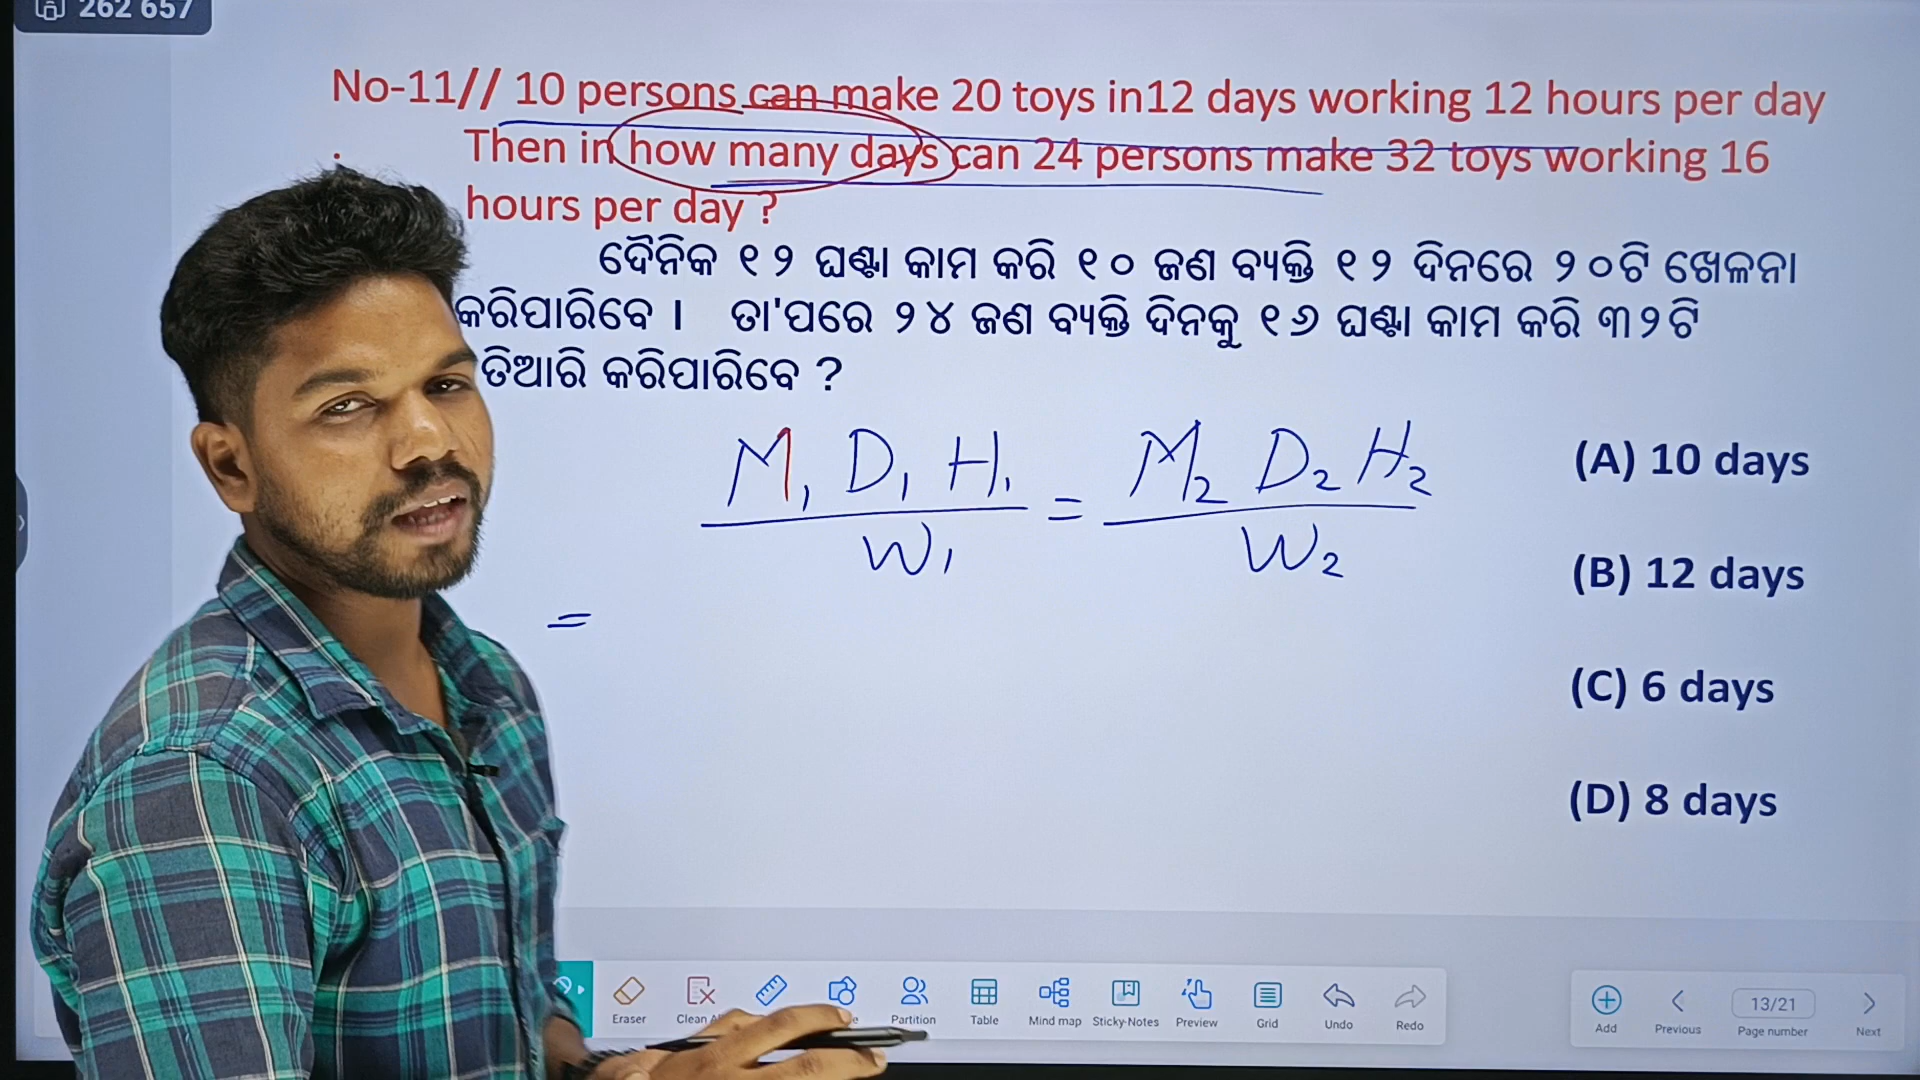 262 657
No-11// 10 persons can make 20 toys in12 days working 12 hours per day
. Then in how many days can 24 persons make 32 toys working 16
hours per day ?
ଦୈନିକ ୧୨ ଘଣ୍ଟା କାମ କରି ୧୦ ଜଣ ବ୍ୟକ୍ତି ୧୨ ଦିନରେ ୨୦ଟି ଖେଳନା
କରିପାରିବେ । ତା'ପରେ ୨୪ ଜଣ ବ୍ୟକ୍ତି ଦିନକୁ ୧୬ ଘଣ୍ଟା କାମ କରି ୩୨ଟି
ତିଆରି କରିପାରିବେ ?
M₁ D₁ H₁ = M₂ D₂ H₂
W₁ W₂
=
(A) 10 days
(B) 12 days
(C) 6 days
(D) 8 days
Eraser Clean Partition Table Mind map Sticky-Notes Preview Grid Undo Redo
Add Previous 13/21 Page number Next